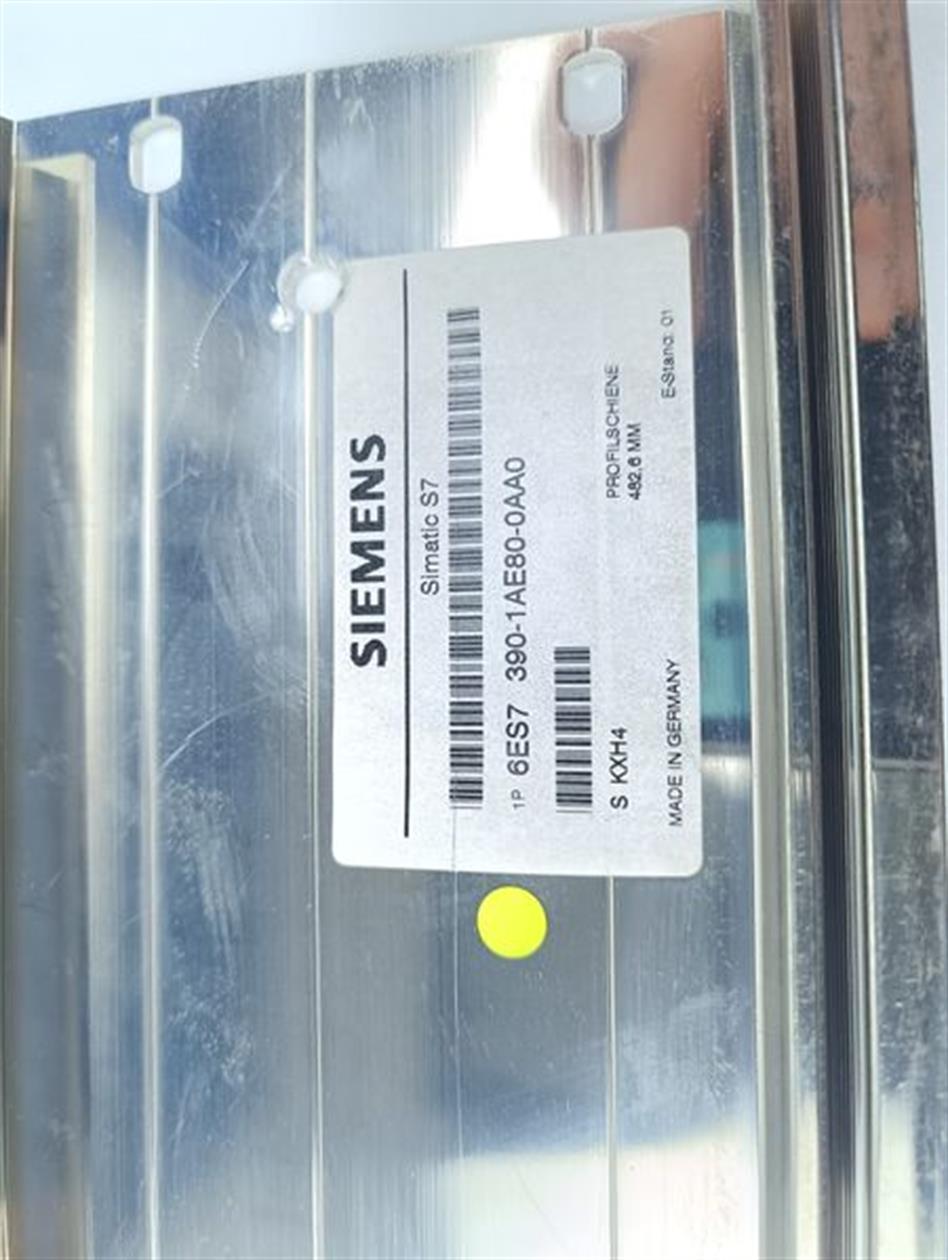 SIEMENS
Simatic S7
1P 6ES7 390-1AE80-0AA0
S KXH4
PROFILSCHIENE
482,6 MM
MADE IN GERMANY
E-Stand: 01